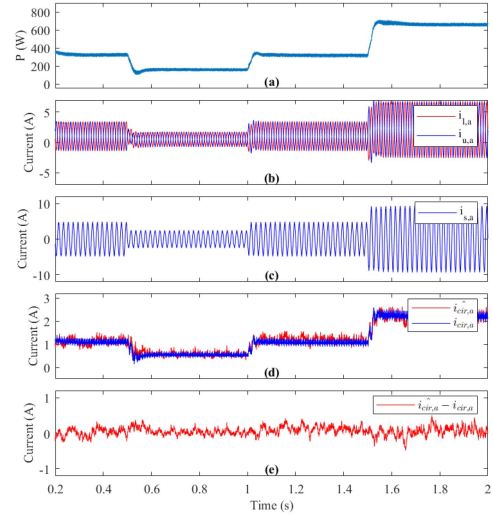 800
600
400
200
0
P (W)
(a)
5
0
-5
Current (A)
i_{l,a}
i_{u,a}
(b)
10
0
-10
Current (A)
i_{s,a}
(c)
3
2
1
0
Current (A)
\hat{i_{cir,a}}
i_{cir,a}
(d)
1
0
-1
Current (A)
\hat{i_{cir,a}} − i_{cir,a}
(e)
0.2 0.4 0.6 0.8 1 1.2 1.4 1.6 1.8 2
Time (s)